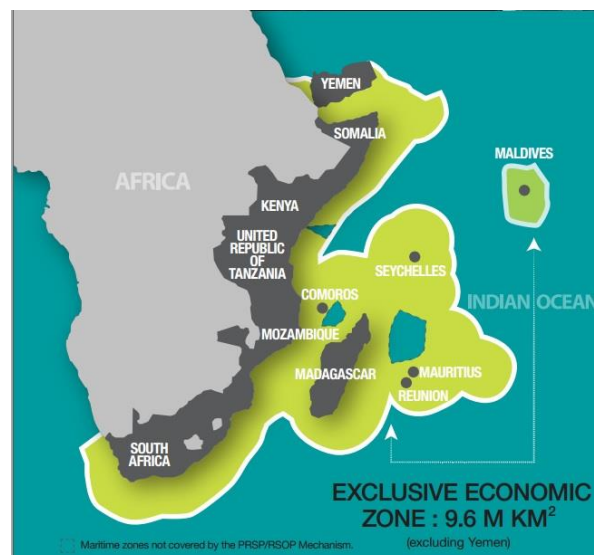 YEMEN
SOMALIA
MALDIVES
AFRICA
KENYA
UNITED
REPUBLIC
OF
TANZANIA
SEYCHELLES
COMOROS
INDIAN OCEAN
MOZAMBIQUE
MADAGASCAR
MAURITIUS
REUNION
SOUTH
AFRICA
EXCLUSIVE ECONOMIC
ZONE : 9.6 M KM²
(excluding Yemen)
Maritime zones not covered by the PRSP/RSOP Mechanism.